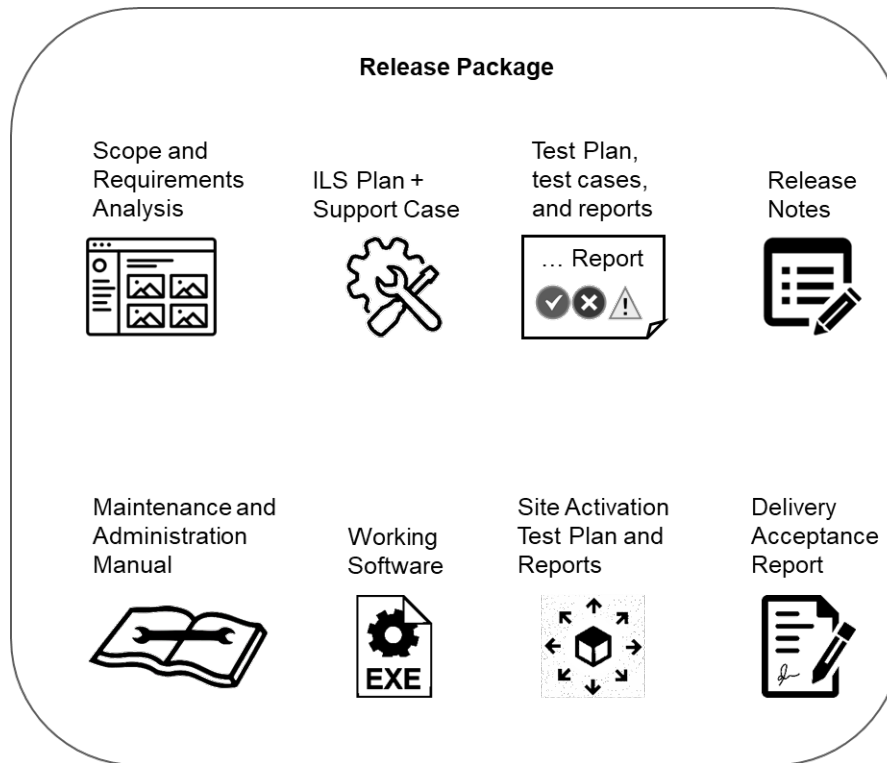 Release Package
Scope and
Requirements
Analysis
ILS Plan +
Support Case
Test Plan,
test cases,
and reports
Release
Notes
... Report
Maintenance and
Administration
Manual
Working
Software
Site Activation
Test Plan and
Reports
Delivery
Acceptance
Report
EXE